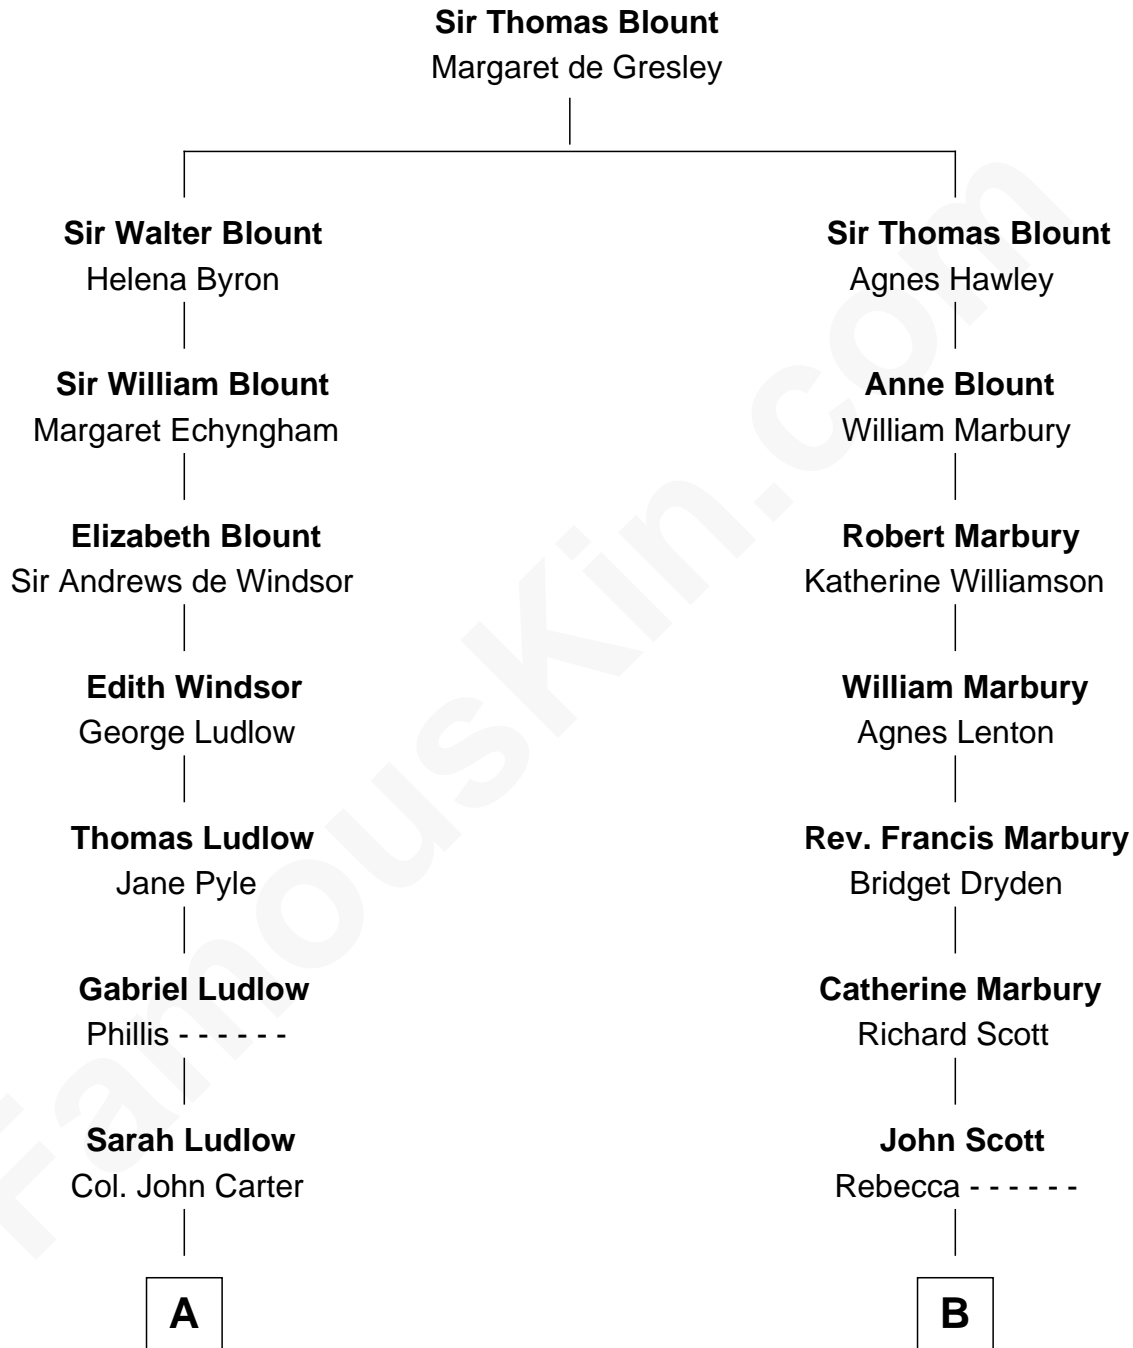 Sir Thomas Blount
Margaret de Gresley
Sir Walter Blount
Helena Byron
Sir Thomas Blount
Agnes Hawley
Sir William Blount
Margaret Echyngham
Anne Blount
William Marbury
Elizabeth Blount
Sir Andrews de Windsor
Robert Marbury
Katherine Williamson
Edith Windsor
George Ludlow
William Marbury
Agnes Lenton
Thomas Ludlow
Jane Pyle
Rev. Francis Marbury
Bridget Dryden
Gabriel Ludlow
Phillis - - - - - -
Catherine Marbury
Richard Scott
Sarah Ludlow
Col. John Carter
John Scott
Rebecca - - - - - -
A
B
FamousKin.com